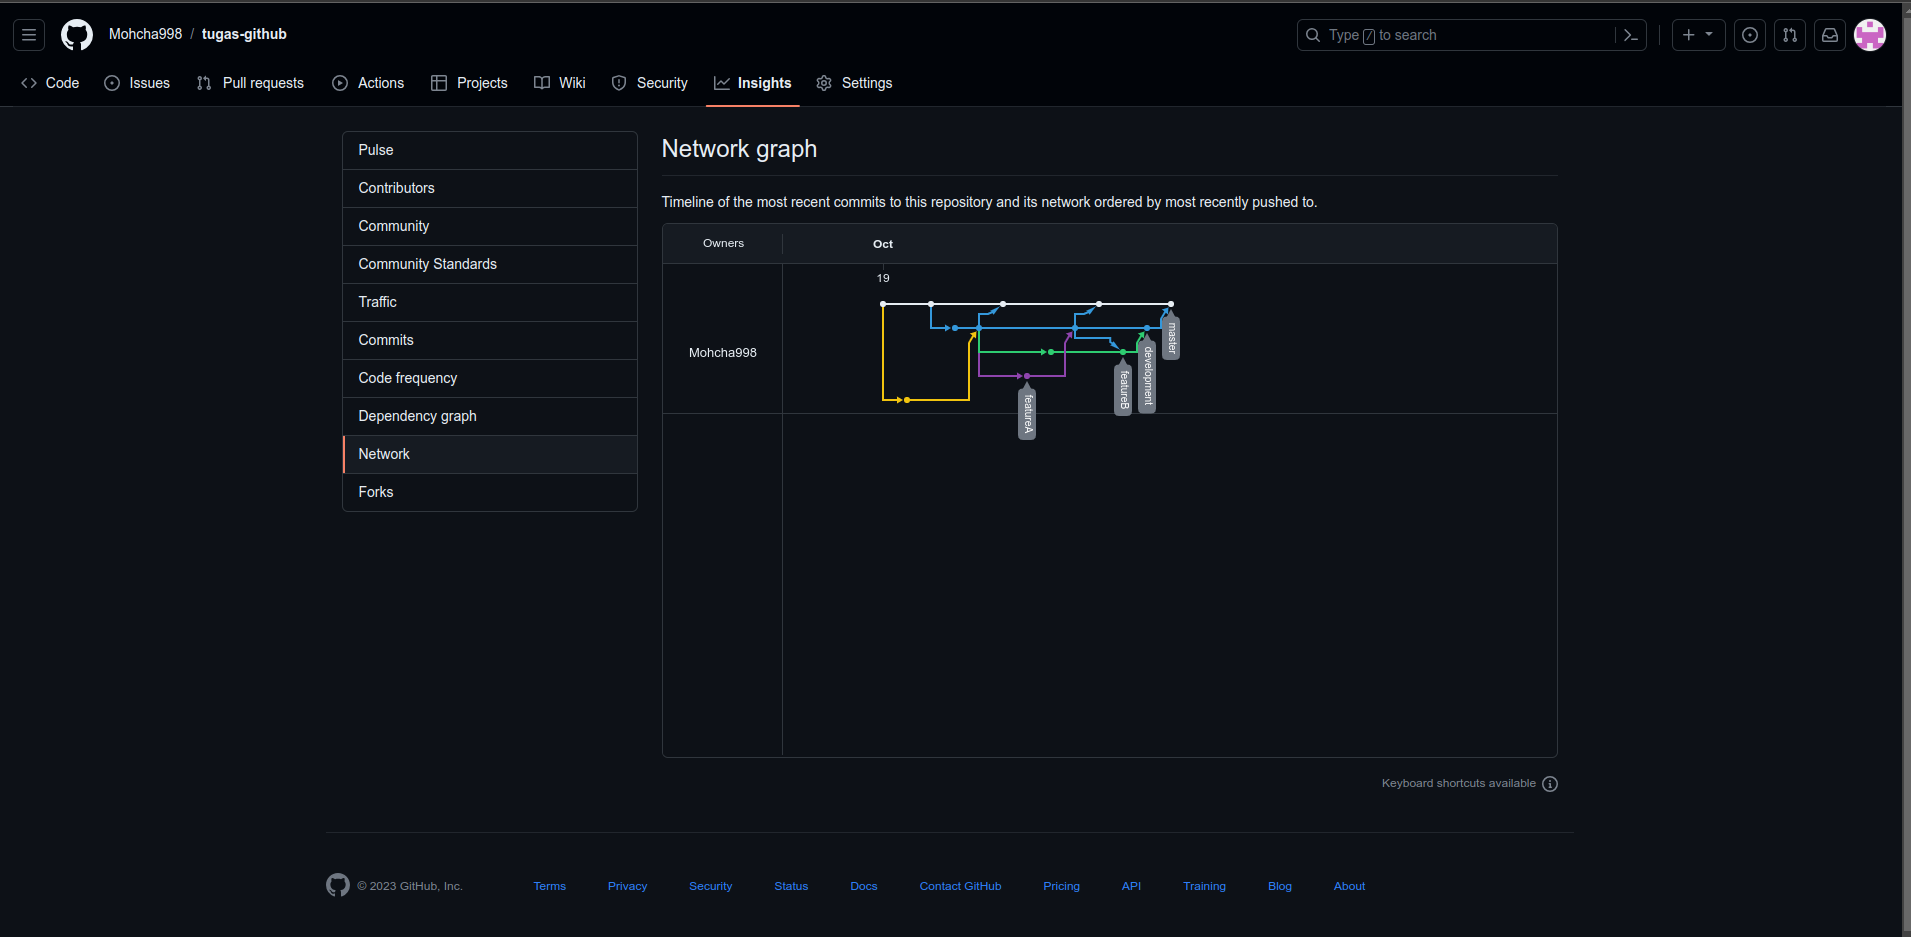 Mohcha998 / tugas-github
Type / to search
Code
Issues
Pull requests
Actions
Projects
Wiki
Security
Insights
Settings
Pulse
Contributors
Community
Community Standards
Traffic
Commits
Code frequency
Dependency graph
Network
Forks
Network graph
Timeline of the most recent commits to this repository and its network ordered by most recently pushed to.
Owners
Oct
19
Mohcha998
master
development
featureB
featureA
Keyboard shortcuts available
© 2023 GitHub, Inc.
Terms
Privacy
Security
Status
Docs
Contact GitHub
Pricing
API
Training
Blog
About